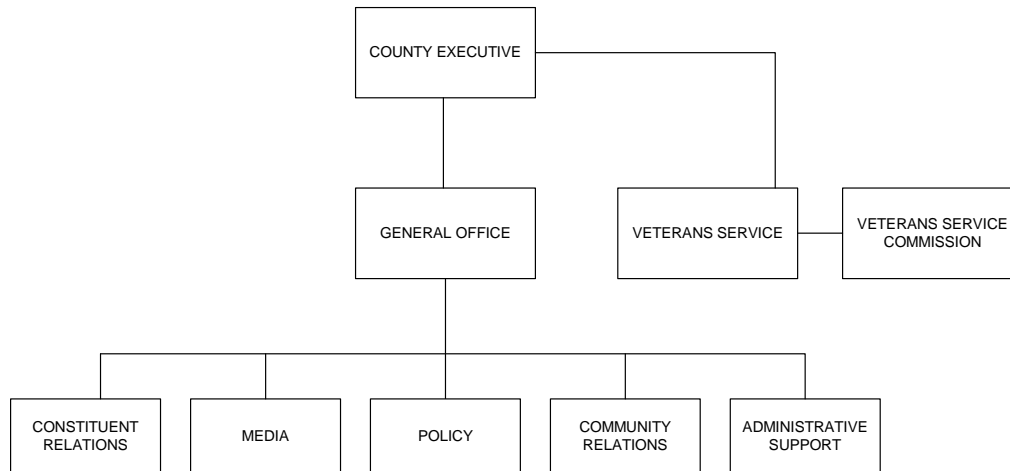 COUNTY EXECUTIVE
GENERAL OFFICE
VETERANS SERVICE
VETERANS SERVICE
COMMISSION
CONSTITUENT
RELATIONS
MEDIA
POLICY
COMMUNITY
RELATIONS
ADMINISTRATIVE
SUPPORT